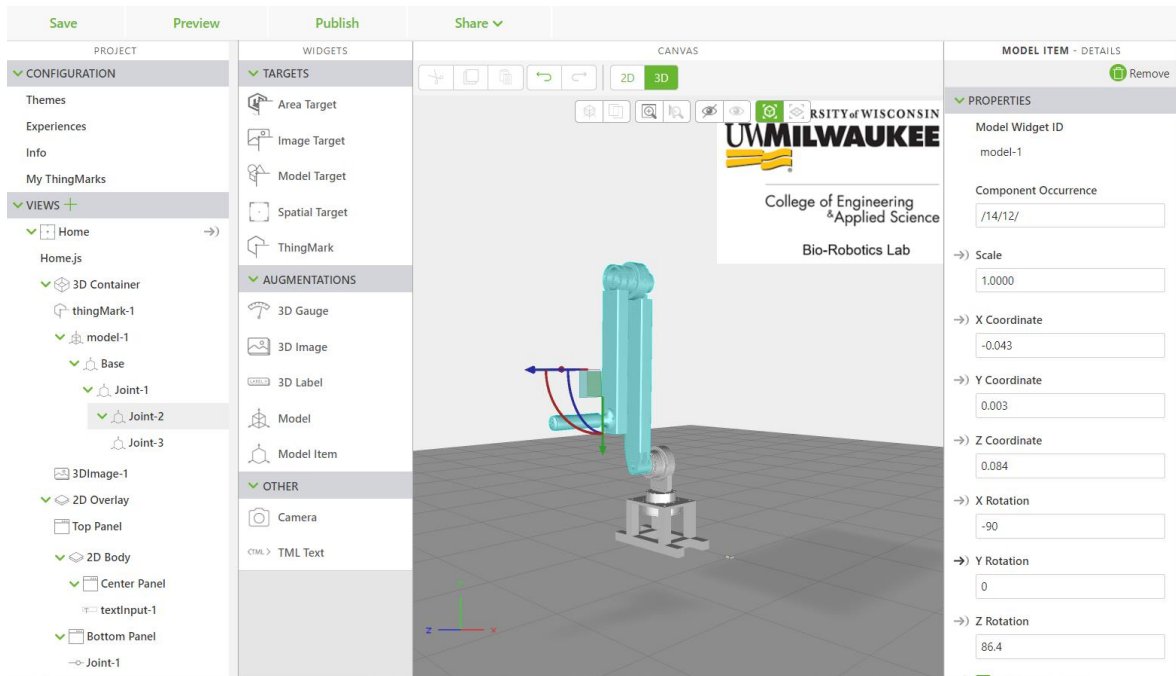 Save Preview Publish Share
PROJECT
CONFIGURATION
Themes
Experiences
Info
My ThingMarks
VIEWS
Home
Home.js
3D Container
thingMark-1
model-1
Base
Joint-1
Joint-2
Joint-3
3DImage-1
2D Overlay
Top Panel
2D Body
Center Panel
textInput-1
Bottom Panel
Joint-1
WIDGETS
TARGETS
Area Target
Image Target
Model Target
Spatial Target
ThingMark
AUGMENTATIONS
3D Gauge
3D Image
3D Label
Model
Model Item
OTHER
Camera
TML Text
CANVAS
2D 3D
RSITY of WISCONSIN
UWMILWAUKEE
College of Engineering
& Applied Science
Bio-Robotics Lab
Z X
MODEL ITEM - DETAILS
Remove
PROPERTIES
Model Widget ID
model-1
Component Occurrence
/14/12/
Scale
1.0000
X Coordinate
-0.043
Y Coordinate
0.003
Z Coordinate
0.084
X Rotation
-90
Y Rotation
0
Z Rotation
86.4